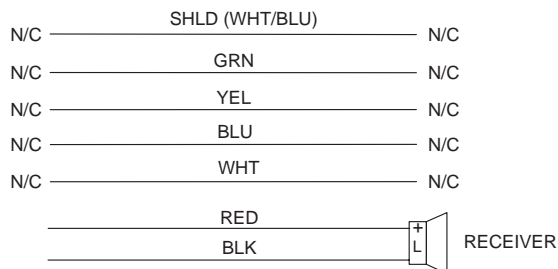 SHLD (WHT/BLU)
N/C N/C
GRN
N/C N/C
YEL
N/C N/C
BLU
N/C N/C
WHT
N/C N/C
RED
+
L RECEIVER
BLK